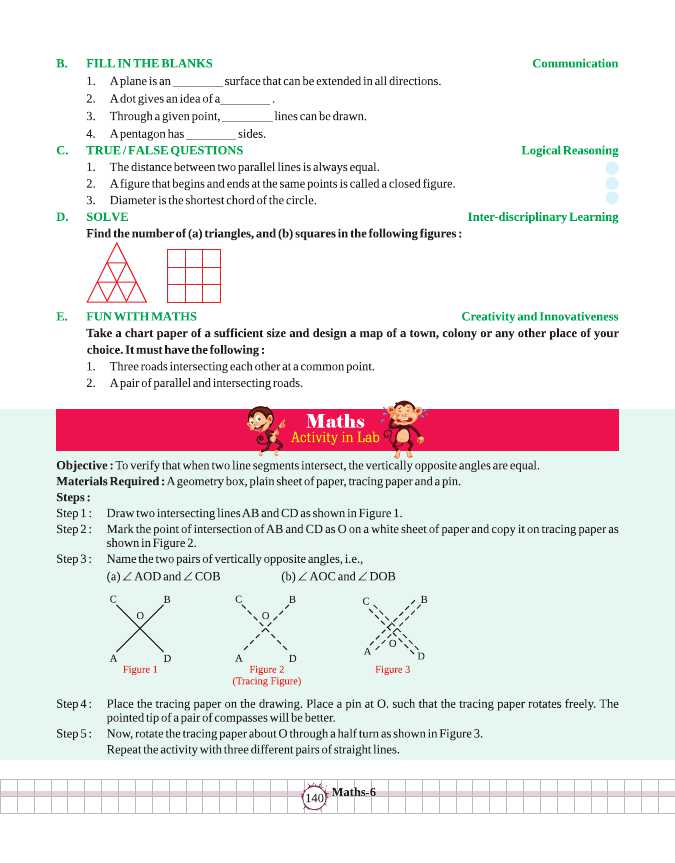 B. FILL IN THE BLANKS Communication
1. A plane is an ________ surface that can be extended in all directions.
2. A dot gives an idea of a ________ .
3. Through a given point, ________ lines can be drawn.
4. A pentagon has ________ sides.
C. TRUE / FALSE QUESTIONS Logical Reasoning
1. The distance between two parallel lines is always equal.
2. A figure that begins and ends at the same points is called a closed figure.
3. Diameter is the shortest chord of the circle.
D. SOLVE Inter-discriplinary Learning
Find the number of (a) triangles, and (b) squares in the following figures :
E. FUN WITH MATHS Creativity and Innovativeness
Take a chart paper of a sufficient size and design a map of a town, colony or any other place of your
choice. It must have the following :
1. Three roads intersecting each other at a common point.
2. A pair of parallel and intersecting roads.
Maths
Activity in Lab
Objective : To verify that when two line segments intersect, the vertically opposite angles are equal.
Materials Required : A geometry box, plain sheet of paper, tracing paper and a pin.
Steps :
Step 1 : Draw two intersecting lines AB and CD as shown in Figure 1.
Step 2 : Mark the point of intersection of AB and CD as O on a white sheet of paper and copy it on tracing paper as
shown in Figure 2.
Step 3 : Name the two pairs of vertically opposite angles, i.e.,
(a) ∠ AOD and ∠ COB (b) ∠ AOC and ∠ DOB
C B C B C B
O O
O
A D A D A D
Figure 1 Figure 2 Figure 3
(Tracing Figure)
Step 4 : Place the tracing paper on the drawing. Place a pin at O. such that the tracing paper rotates freely. The
pointed tip of a pair of compasses will be better.
Step 5 : Now, rotate the tracing paper about O through a half turn as shown in Figure 3.
Repeat the activity with three different pairs of straight lines.
140 Maths-6